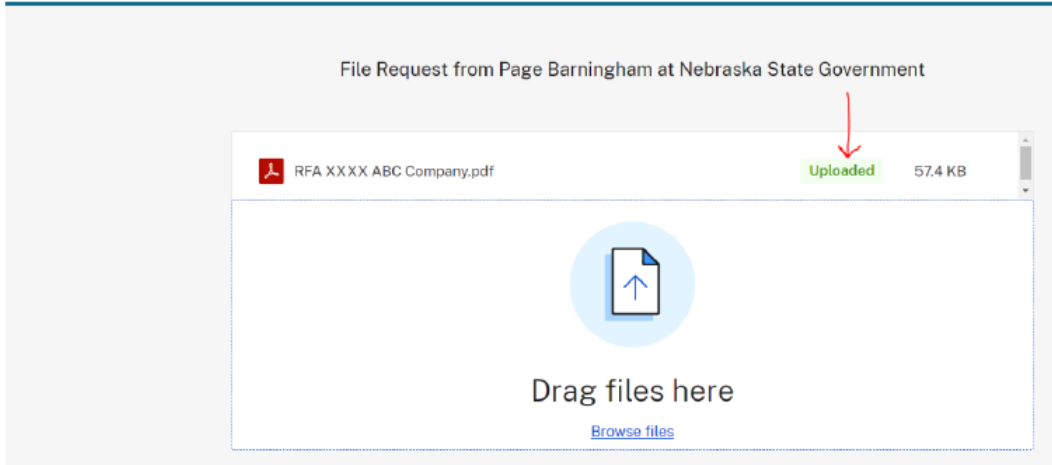 File Request from Page Barningham at Nebraska State Government
RFA XXXX ABC Company.pdf Uploaded 57.4 KB
Drag files here
Browse files